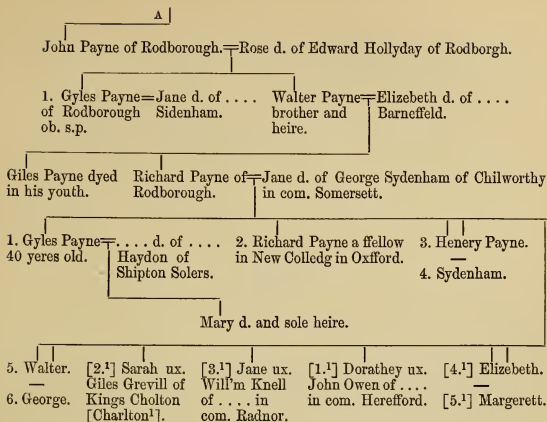 A
John Payne of Rodborough. Rose d. of Edward Hollyday of Rodborgh.
1. Gyles Payne=Jane d. of . . . .
of Rodborough Sidenham.
ob. s.p.
Walter Payne Elizebeth d. of . . . .
brother and Barneffeld.
heire.
Giles Payne dyed
in his youth.
Richard Payne of Jane d. of George Sydenham of Chilworthy
Rodborough. in com. Somersett.
1. Gyles Payne . . . . d. of . . . .
40 yeres old. Haydon of
Shipton Solers.
2. Richard Payne a ffellow
in New Colledg in Oxfford.
3. Henery Payne.
—
4. Sydenham.
Mary d. and sole heire.
5. Walter.
—
6. George.
[2.¹] Sarah ux.
Giles Grevill of
Kings Cholton
[Charlton¹].
[3.¹] Jane ux.
Will'm Knell
of . . . . in
com. Radnor.
[1.¹] Dorathey ux.
John Owen of . . . .
in com. Herefford.
[4.¹] Elizebeth.
—
[5.¹] Margerett.